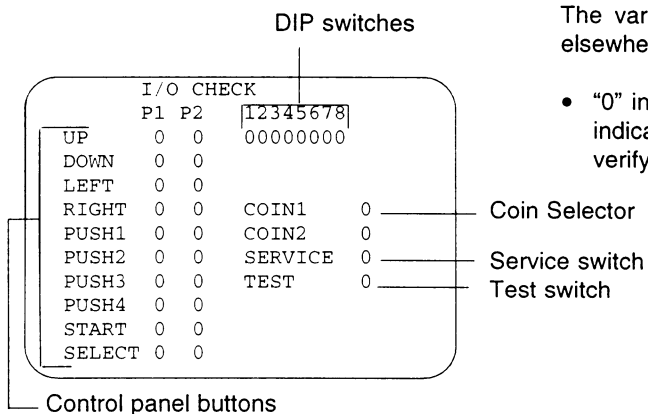 DIP switches
The var
elsewhe
I/O CHECK
P1 P2 12345678
UP 0 0 00000000
DOWN 0 0
LEFT 0 0
RIGHT 0 0 COIN1 0
PUSH1 0 0 COIN2 0
PUSH2 0 0 SERVICE 0
PUSH3 0 0 TEST 0
PUSH4 0 0
START 0 0
SELECT 0 0
Coin Selector
Service switch
Test switch
Control panel buttons
• “0” in
indica
verify